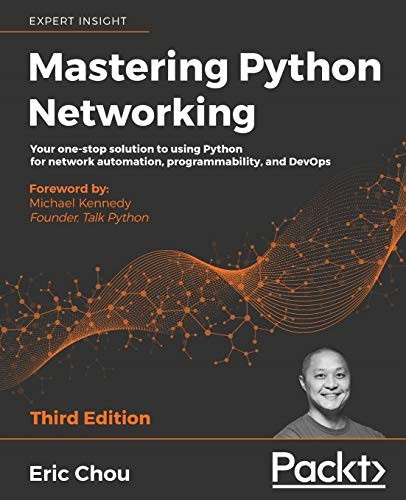 EXPERT INSIGHT
Mastering Python
Networking
Your one-stop solution to using Python
for network automation, programmability, and DevOps
Foreword by:
Michael Kennedy
Founder, Talk Python
Third Edition
Eric Chou
Packt>